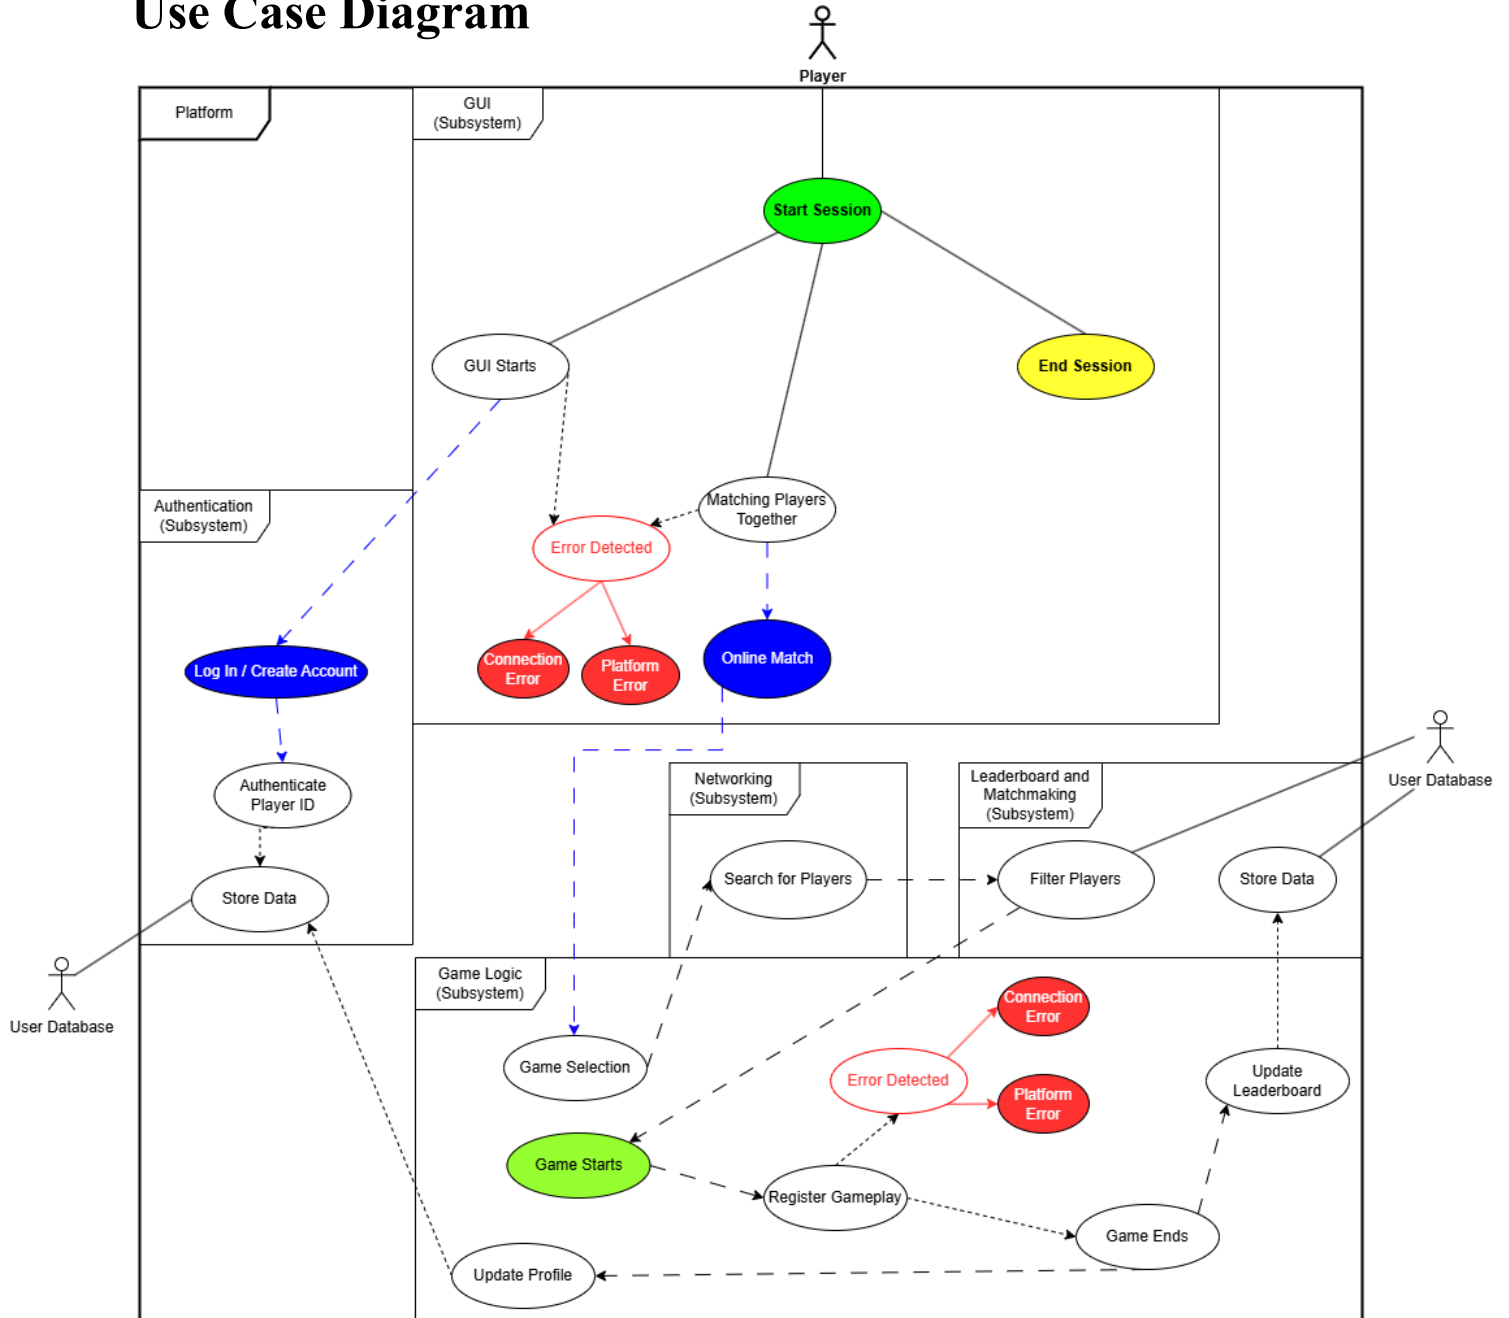 Use Case Diagram
Player
Platform
GUI
(Subsystem)
Start Session
GUI Starts
End Session
Matching Players
Together
Authentication
(Subsystem)
Error Detected
Connection
Error
Platform
Error
Online Match
Log In / Create Account
Authenticate
Player ID
Store Data
User Database
Networking
(Subsystem)
Search for Players
Leaderboard and
Matchmaking
(Subsystem)
Filter Players
Store Data
User Database
Game Logic
(Subsystem)
Game Selection
Connection
Error
Error Detected
Platform
Error
Update
Leaderboard
Game Starts
Register Gameplay
Game Ends
Update Profile